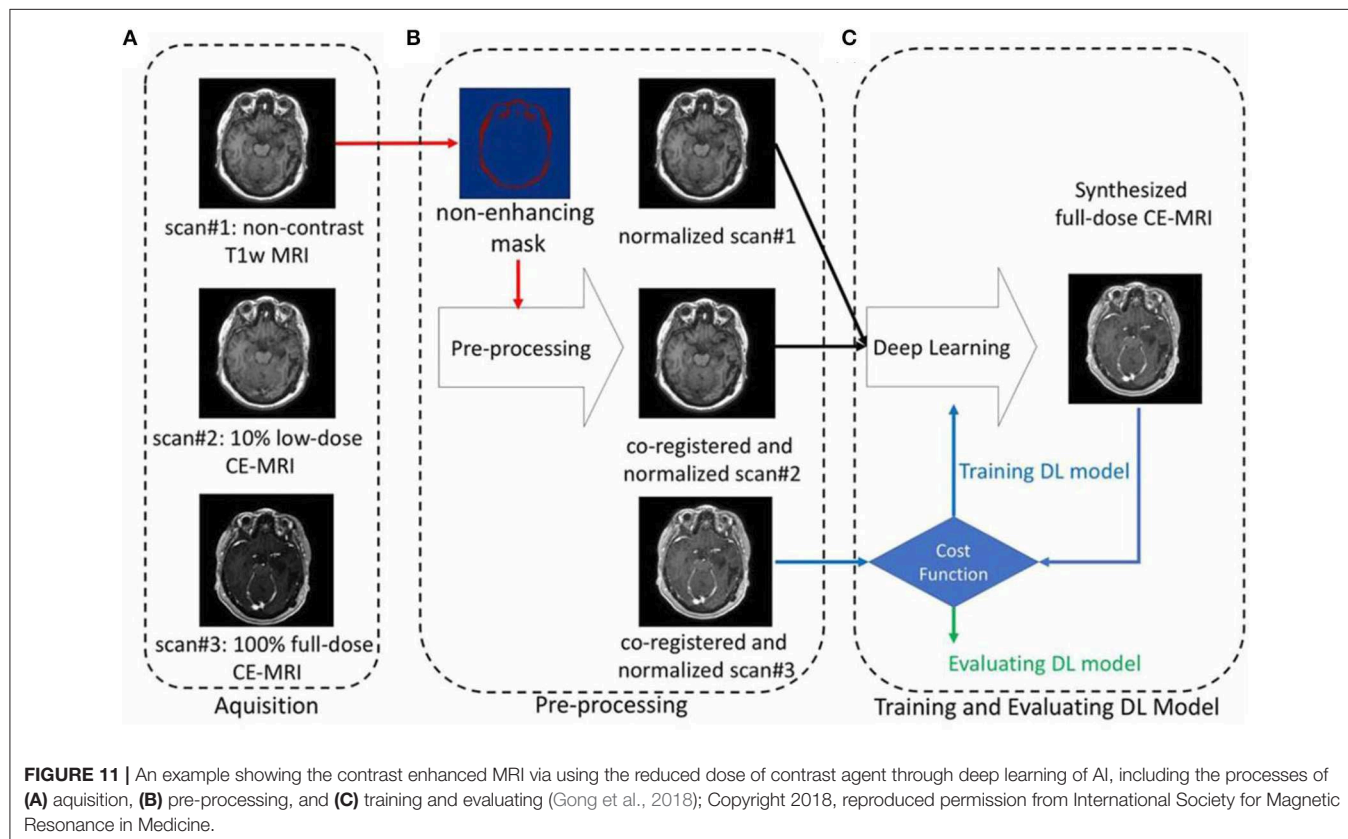 A
B
C
scan#1: non-contrast
T1w MRI
scan#2: 10% low-dose
CE-MRI
scan#3: 100% full-dose
CE-MRI
Aquisition
non-enhancing
mask
Pre-processing
normalized scan#1
co-registered and
normalized scan#2
co-registered and
normalized scan#3
Pre-processing
Synthesized
full-dose CE-MRI
Deep Learning
Training DL model
Cost
Function
Evaluating DL model
Training and Evaluating DL Model
FIGURE 11 | An example showing the contrast enhanced MRI via using the reduced dose of contrast agent through deep learning of AI, including the processes of
(A) aquisition, (B) pre-processing, and (C) training and evaluating (Gong et al., 2018); Copyright 2018, reproduced permission from International Society for Magnetic
Resonance in Medicine.